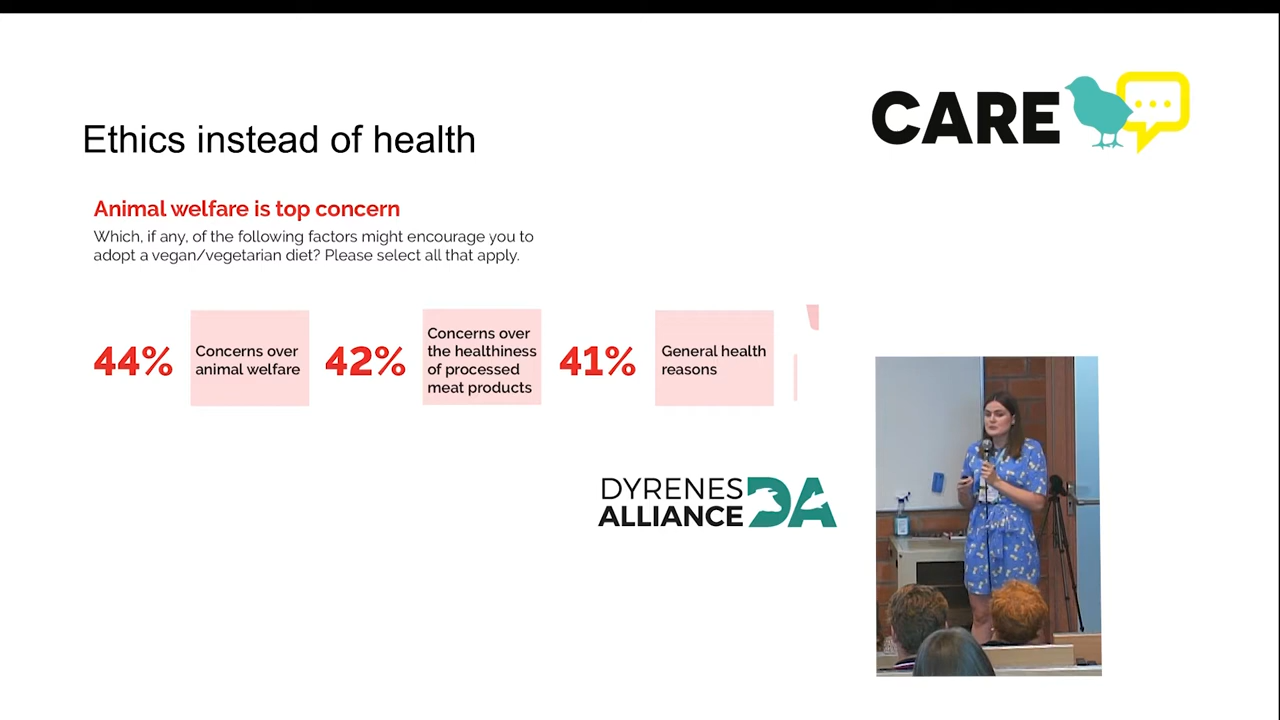 CARE
Ethics instead of health
Animal welfare is top concern
Which, if any, of the following factors might encourage you to
adopt a vegan/vegetarian diet? Please select all that apply.
44%
Concerns over
animal welfare
42%
Concerns over
the healthiness
of processed
meat products
41%
General health
reasons
DYRENES
ALLIANCE DA